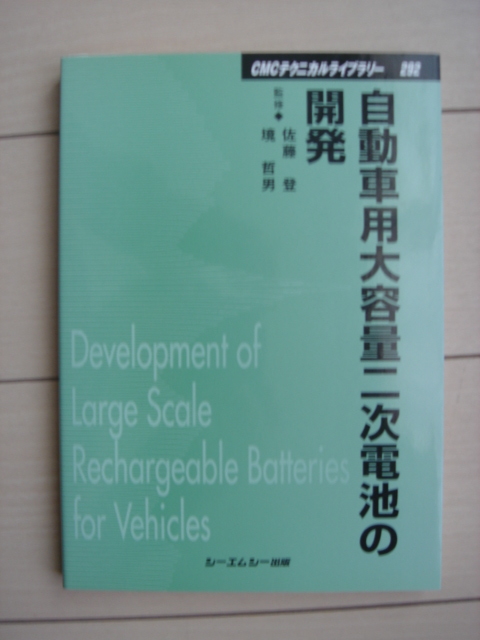 CMCテクニカルライブラリー 292
自動車用大容量二次電池の
開発
監修◆
佐藤 登
境 哲男
Development of
Large Scale
Rechargeable Batteries
for Vehicles
シーエムシー出版